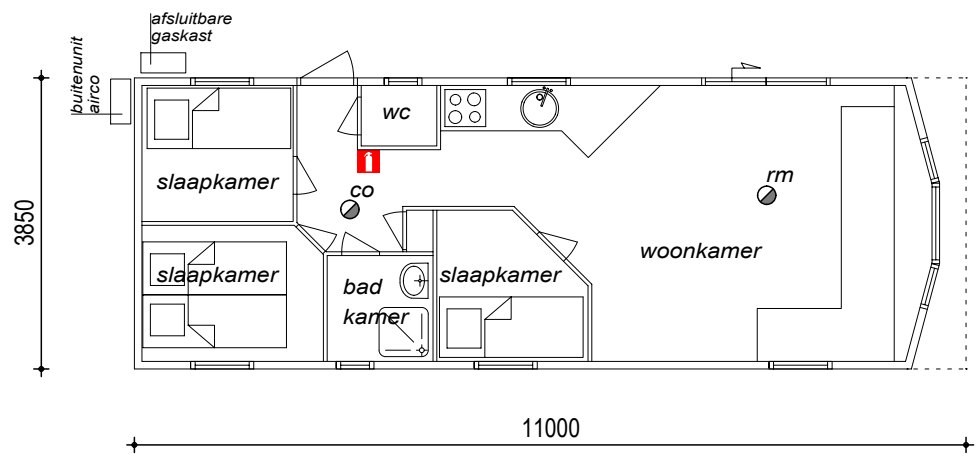 afsluitbare
gaskast
buitenunit
airco
wc
slaapkamer
co
rm
3850
slaapkamer
bad
kamer
slaapkamer
woonkamer
11000